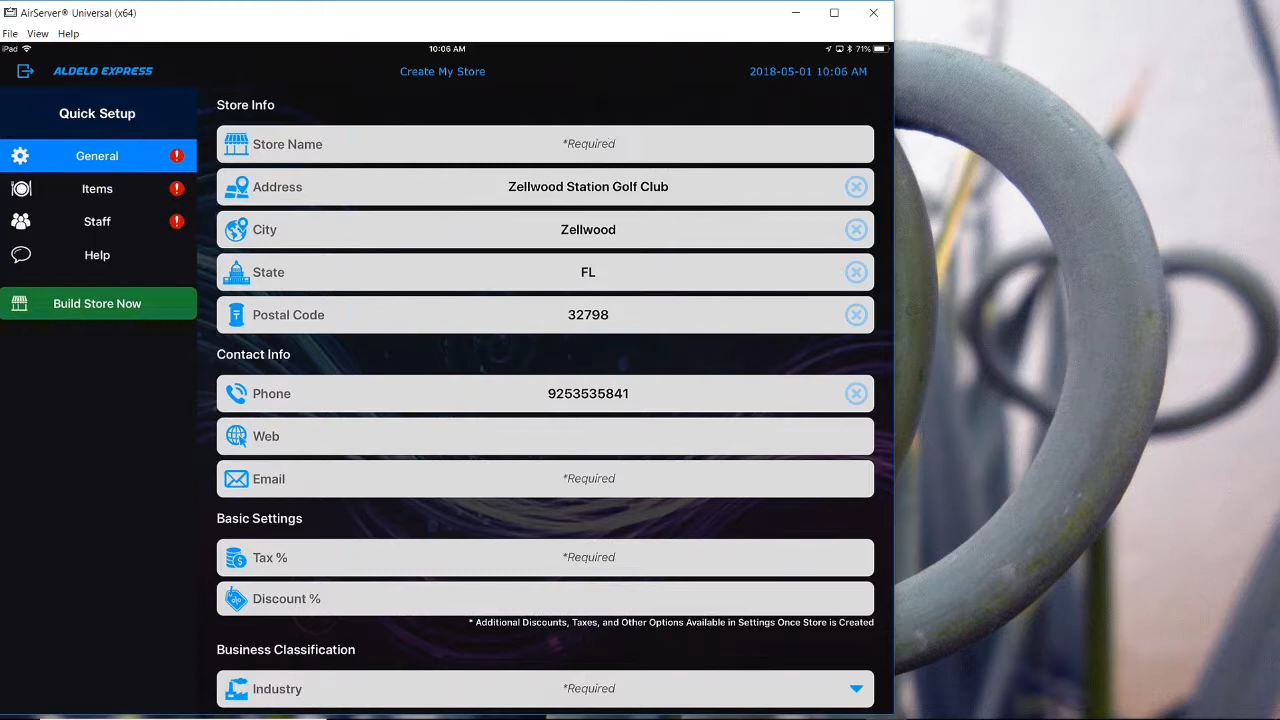 AirServer® Universal (x64)
File View Help
iPad 10:06 AM 71%
ALDELO EXPRESS Create My Store 2018-05-01 10:06 AM
Quick Setup
General
Items
Staff
Help
Build Store Now
Store Info
Store Name *Required
Address Zellwood Station Golf Club
City Zellwood
State FL
Postal Code 32798
Contact Info
Phone 9253535841
Web
Email *Required
Basic Settings
Tax % *Required
Discount %
* Additional Discounts, Taxes, and Other Options Available in Settings Once Store is Created
Business Classification
Industry *Required